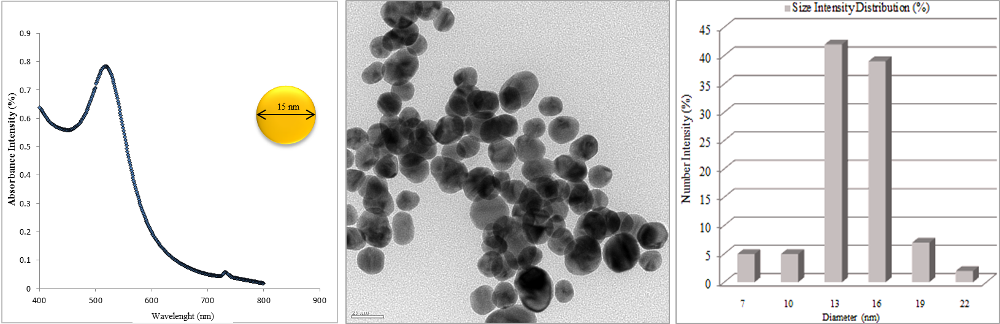 0.9
0.8
0.7
0.6
0.5
0.4
0.3
0.2
0.1
0
Absorbance Intensity (%)
15 nm
400 500 600 700 800 900
Wavelenght (nm)
20 nm
Size Intensity Distribution (%)
45
40
35
30
25
20
15
10
5
0
Number Intensity (%)
7 10 13 16 19 22
Diameter (nm)